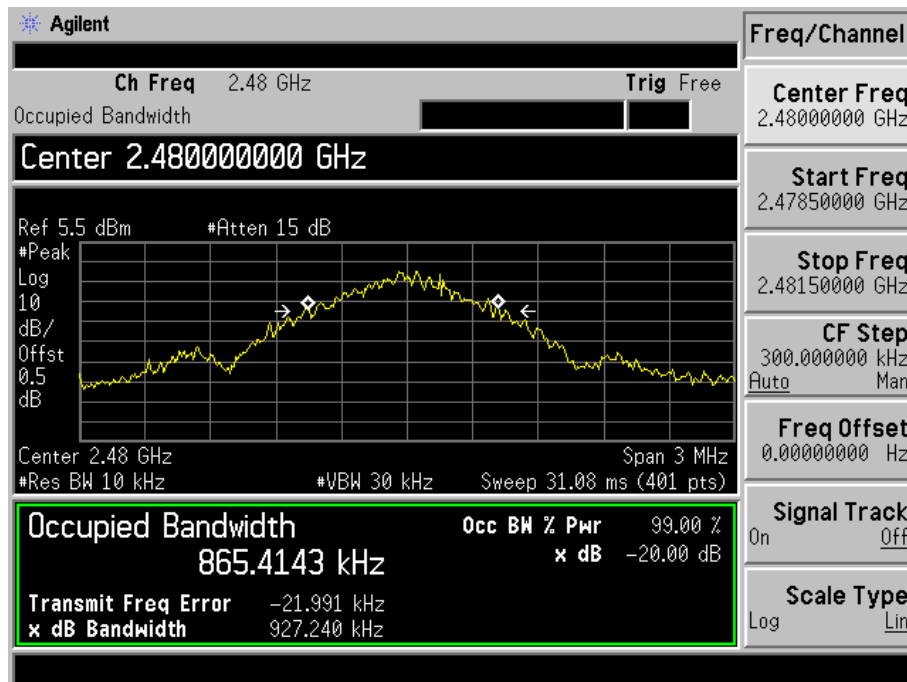 Agilent
Freq/Channel
Ch Freq 2.48 GHz Trig Free
Occupied Bandwidth
Center 2.480000000 GHz
Ref 5.5 dBm #Atten 15 dB
#Peak
Log
10
dB/
Offst
0.5
dB
Center 2.48 GHz Span 3 MHz
#Res BW 10 kHz #VBW 30 kHz Sweep 31.08 ms (401 pts)
Occupied Bandwidth Occ BW % Pwr 99.00 %
865.4143 kHz x dB -20.00 dB
Transmit Freq Error -21.991 kHz
x dB Bandwidth 927.240 kHz
Center Freq
2.48000000 GHz
Start Freq
2.47850000 GHz
Stop Freq
2.48150000 GHz
CF Step
300.000000 kHz
Auto Man
Freq Offset
0.00000000 Hz
Signal Track
On Off
Scale Type
Log Lin